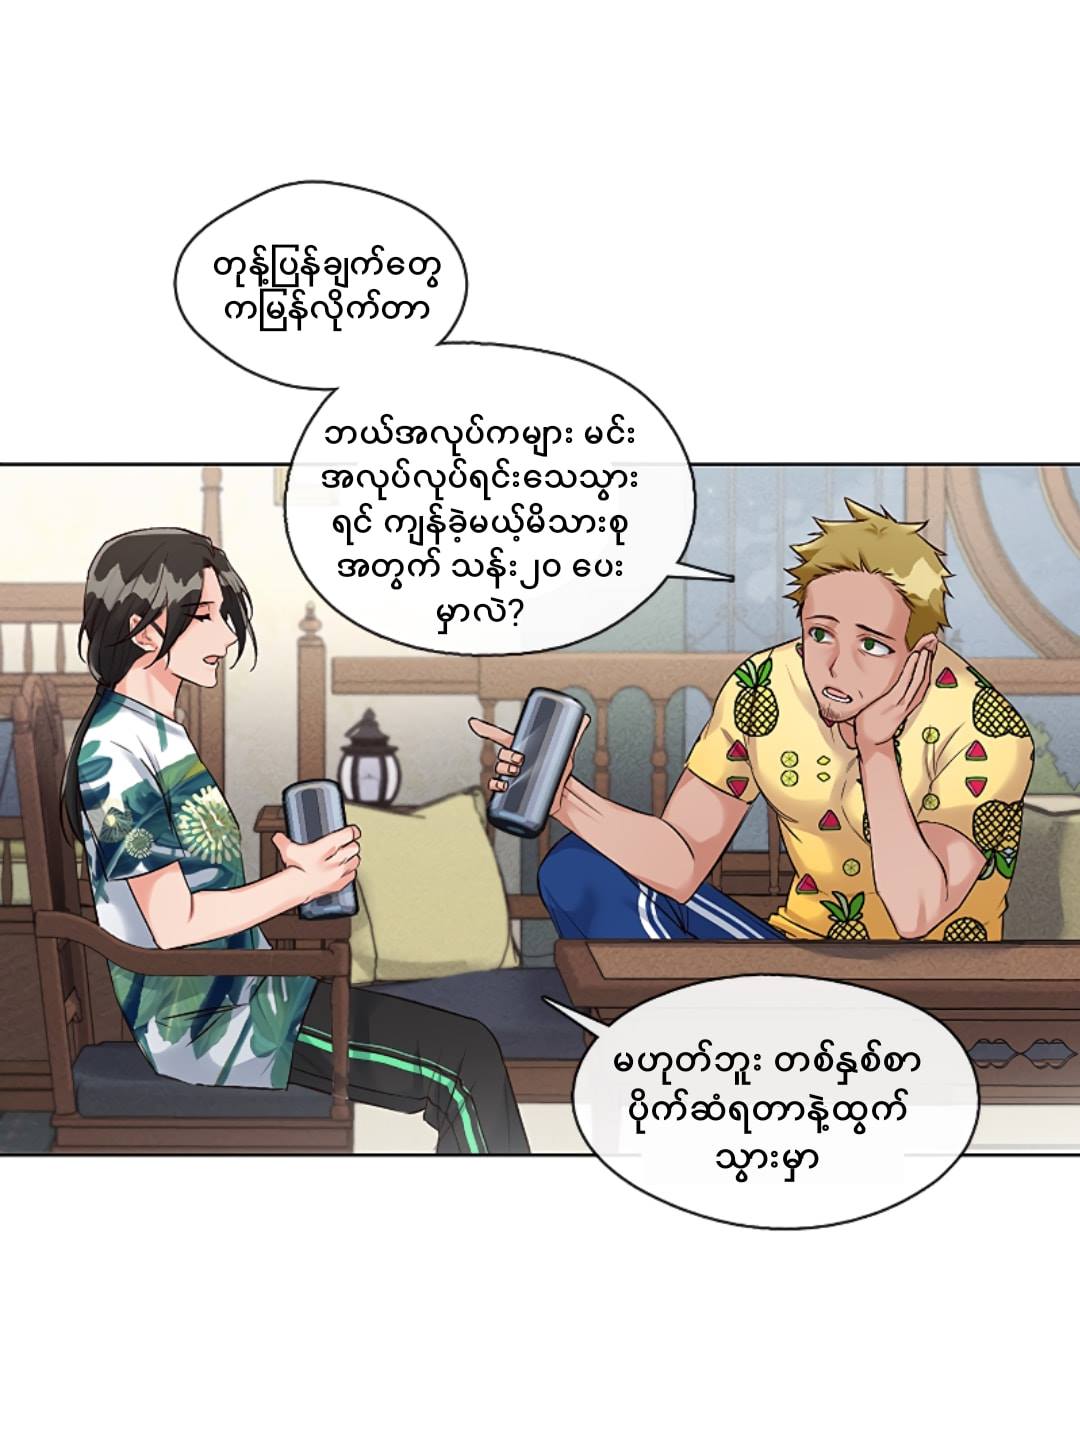 တုန့်ပြန်ချက်တွေ
ကမြန်လိုက်တာ
ဘယ်အလုပ်ကများ မင်း
အလုပ်လုပ်ရင်းသေသွား
ရင် ကျန်ခဲ့မယ့်မိသားစု
အတွက် သန်း၂၀ ပေး
မှာလဲ?
မဟုတ်ဘူး တစ်နှစ်စာ
ပိုက်ဆံရတာနဲ့ထွက်
သွားမှာ